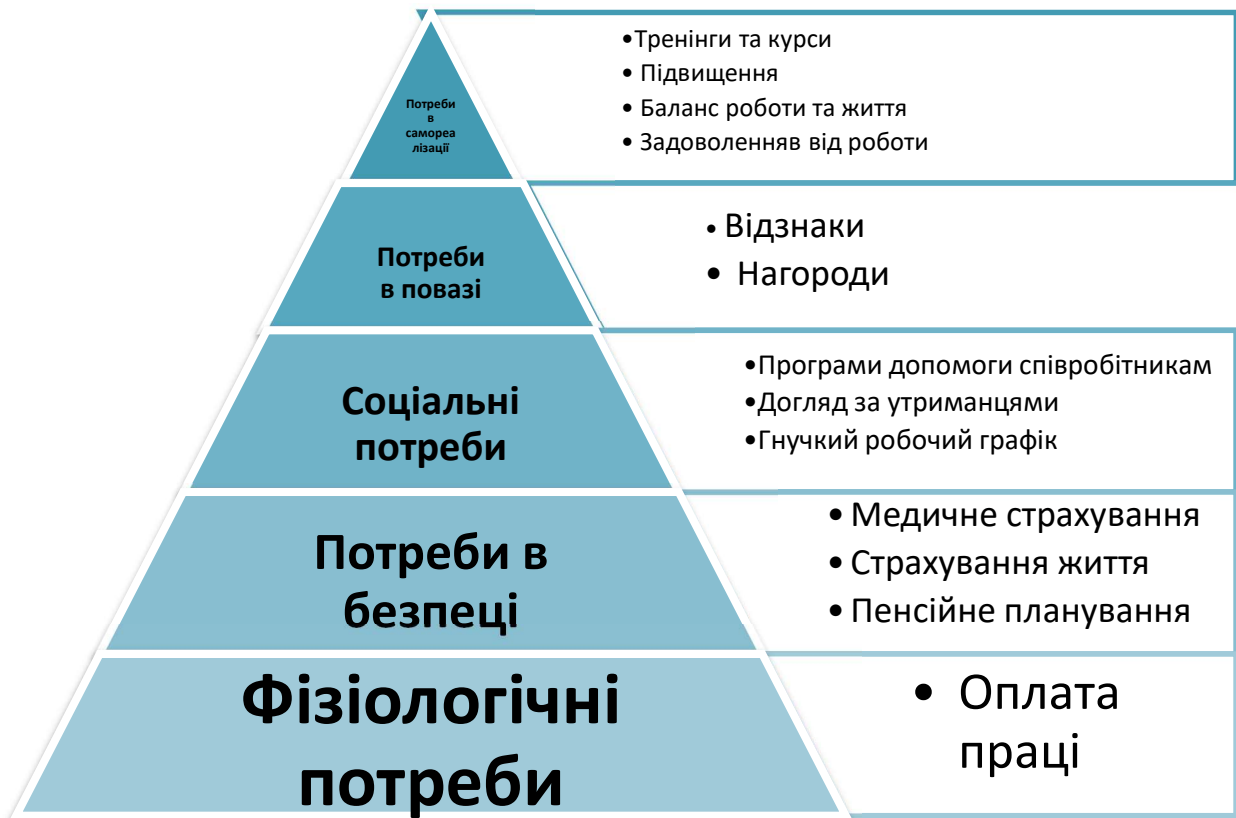 Потреби
в
самореа
лізації
•Тренінги та курси
• Підвищення
• Баланс роботи та життя
• Задоволенняв від роботи
Потреби
в повазі
• Відзнаки
• Нагороди
Соціальні
потреби
•Програми допомоги співробітникам
•Догляд за утриманцями
•Гнучкий робочий графік
Потреби в
безпеці
• Медичне страхування
• Страхування життя
• Пенсійне планування
Фізіологічні
потреби
• Оплата
праці